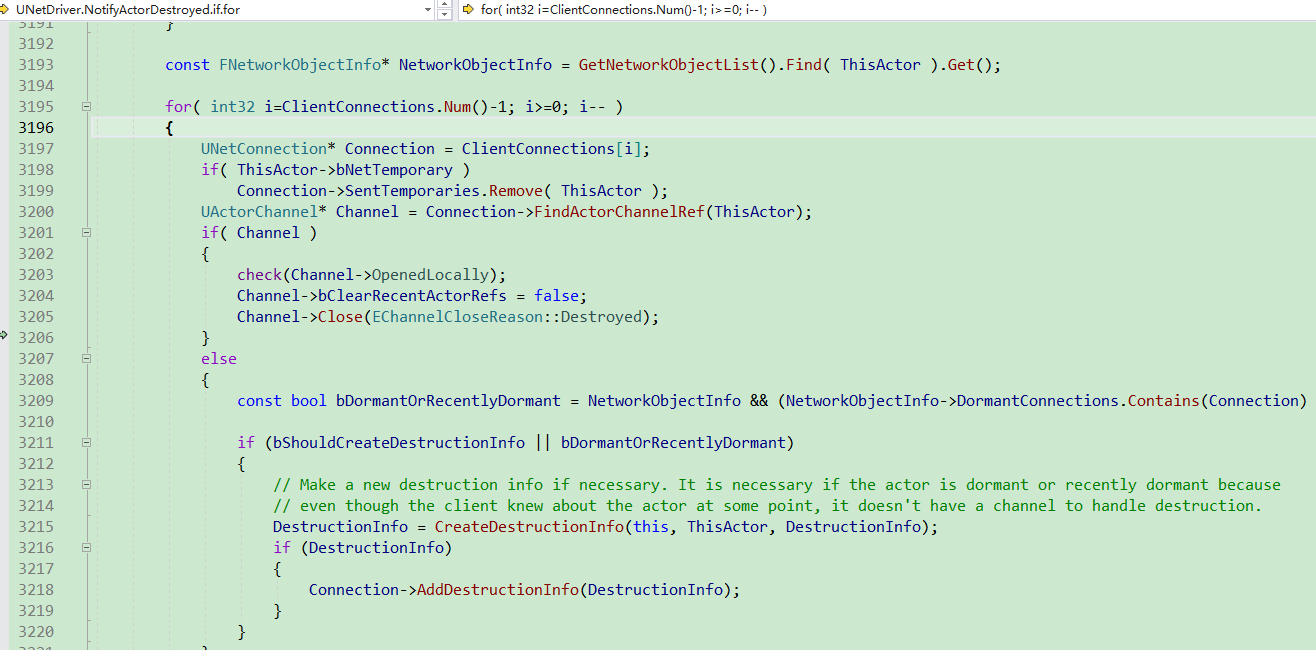 UNetDriver.NotifyActorDestroyed.if.for
for( int32 i=ClientConnections.Num()-1; i>=0; i-- )
3191 }
3192
3193 const FNetworkObjectInfo* NetworkObjectInfo = GetNetworkObjectList().Find( ThisActor ).Get();
3194
3195 for( int32 i=ClientConnections.Num()-1; i>=0; i-- )
3196 {
3197 UNetConnection* Connection = ClientConnections[i];
3198 if( ThisActor->bNetTemporary )
3199 Connection->SentTemporaries.Remove( ThisActor );
3200 UActorChannel* Channel = Connection->FindActorChannelRef(ThisActor);
3201 if( Channel )
3202 {
3203 check(Channel->OpenedLocally);
3204 Channel->bClearRecentActorRefs = false;
3205 Channel->Close(EChannelCloseReason::Destroyed);
3206 }
3207 else
3208 {
3209 const bool bDormantOrRecentlyDormant = NetworkObjectInfo && (NetworkObjectInfo->DormantConnections.Contains(Connection)
3210
3211 if (bShouldCreateDestructionInfo || bDormantOrRecentlyDormant)
3212 {
3213 // Make a new destruction info if necessary. It is necessary if the actor is dormant or recently dormant because
3214 // even though the client knew about the actor at some point, it doesn't have a channel to handle destruction.
3215 DestructionInfo = CreateDestructionInfo(this, ThisActor, DestructionInfo);
3216 if (DestructionInfo)
3217 {
3218 Connection->AddDestructionInfo(DestructionInfo);
3219 }
3220 }
3221 }